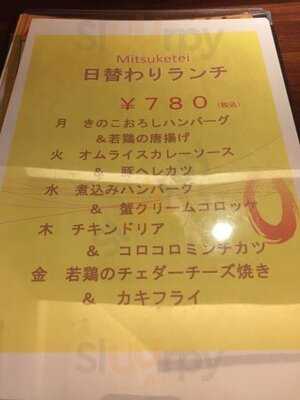 Mitsuketei
日替わりランチ
￥７８０（税込）
月 きのこおろしハンバーグ
＆若鶏の唐揚げ
火 オムライスカレーソース
＆ 豚ヘレカツ
水 煮込みハンバーグ
＆ 蟹クリームコロッケ
木 チキンドリア
＆ コロコロミンチカツ
金 若鶏のチェダーチーズ焼き
＆ カキフライ
Sluurpy